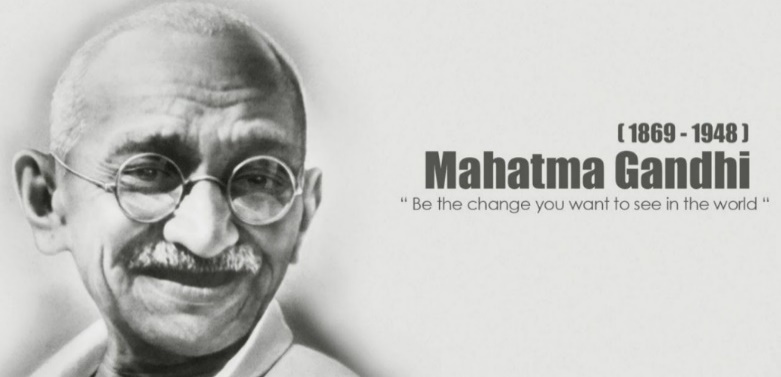 ( 1869 - 1948 )
Mahatma Gandhi
“ Be the change you want to see in the world “